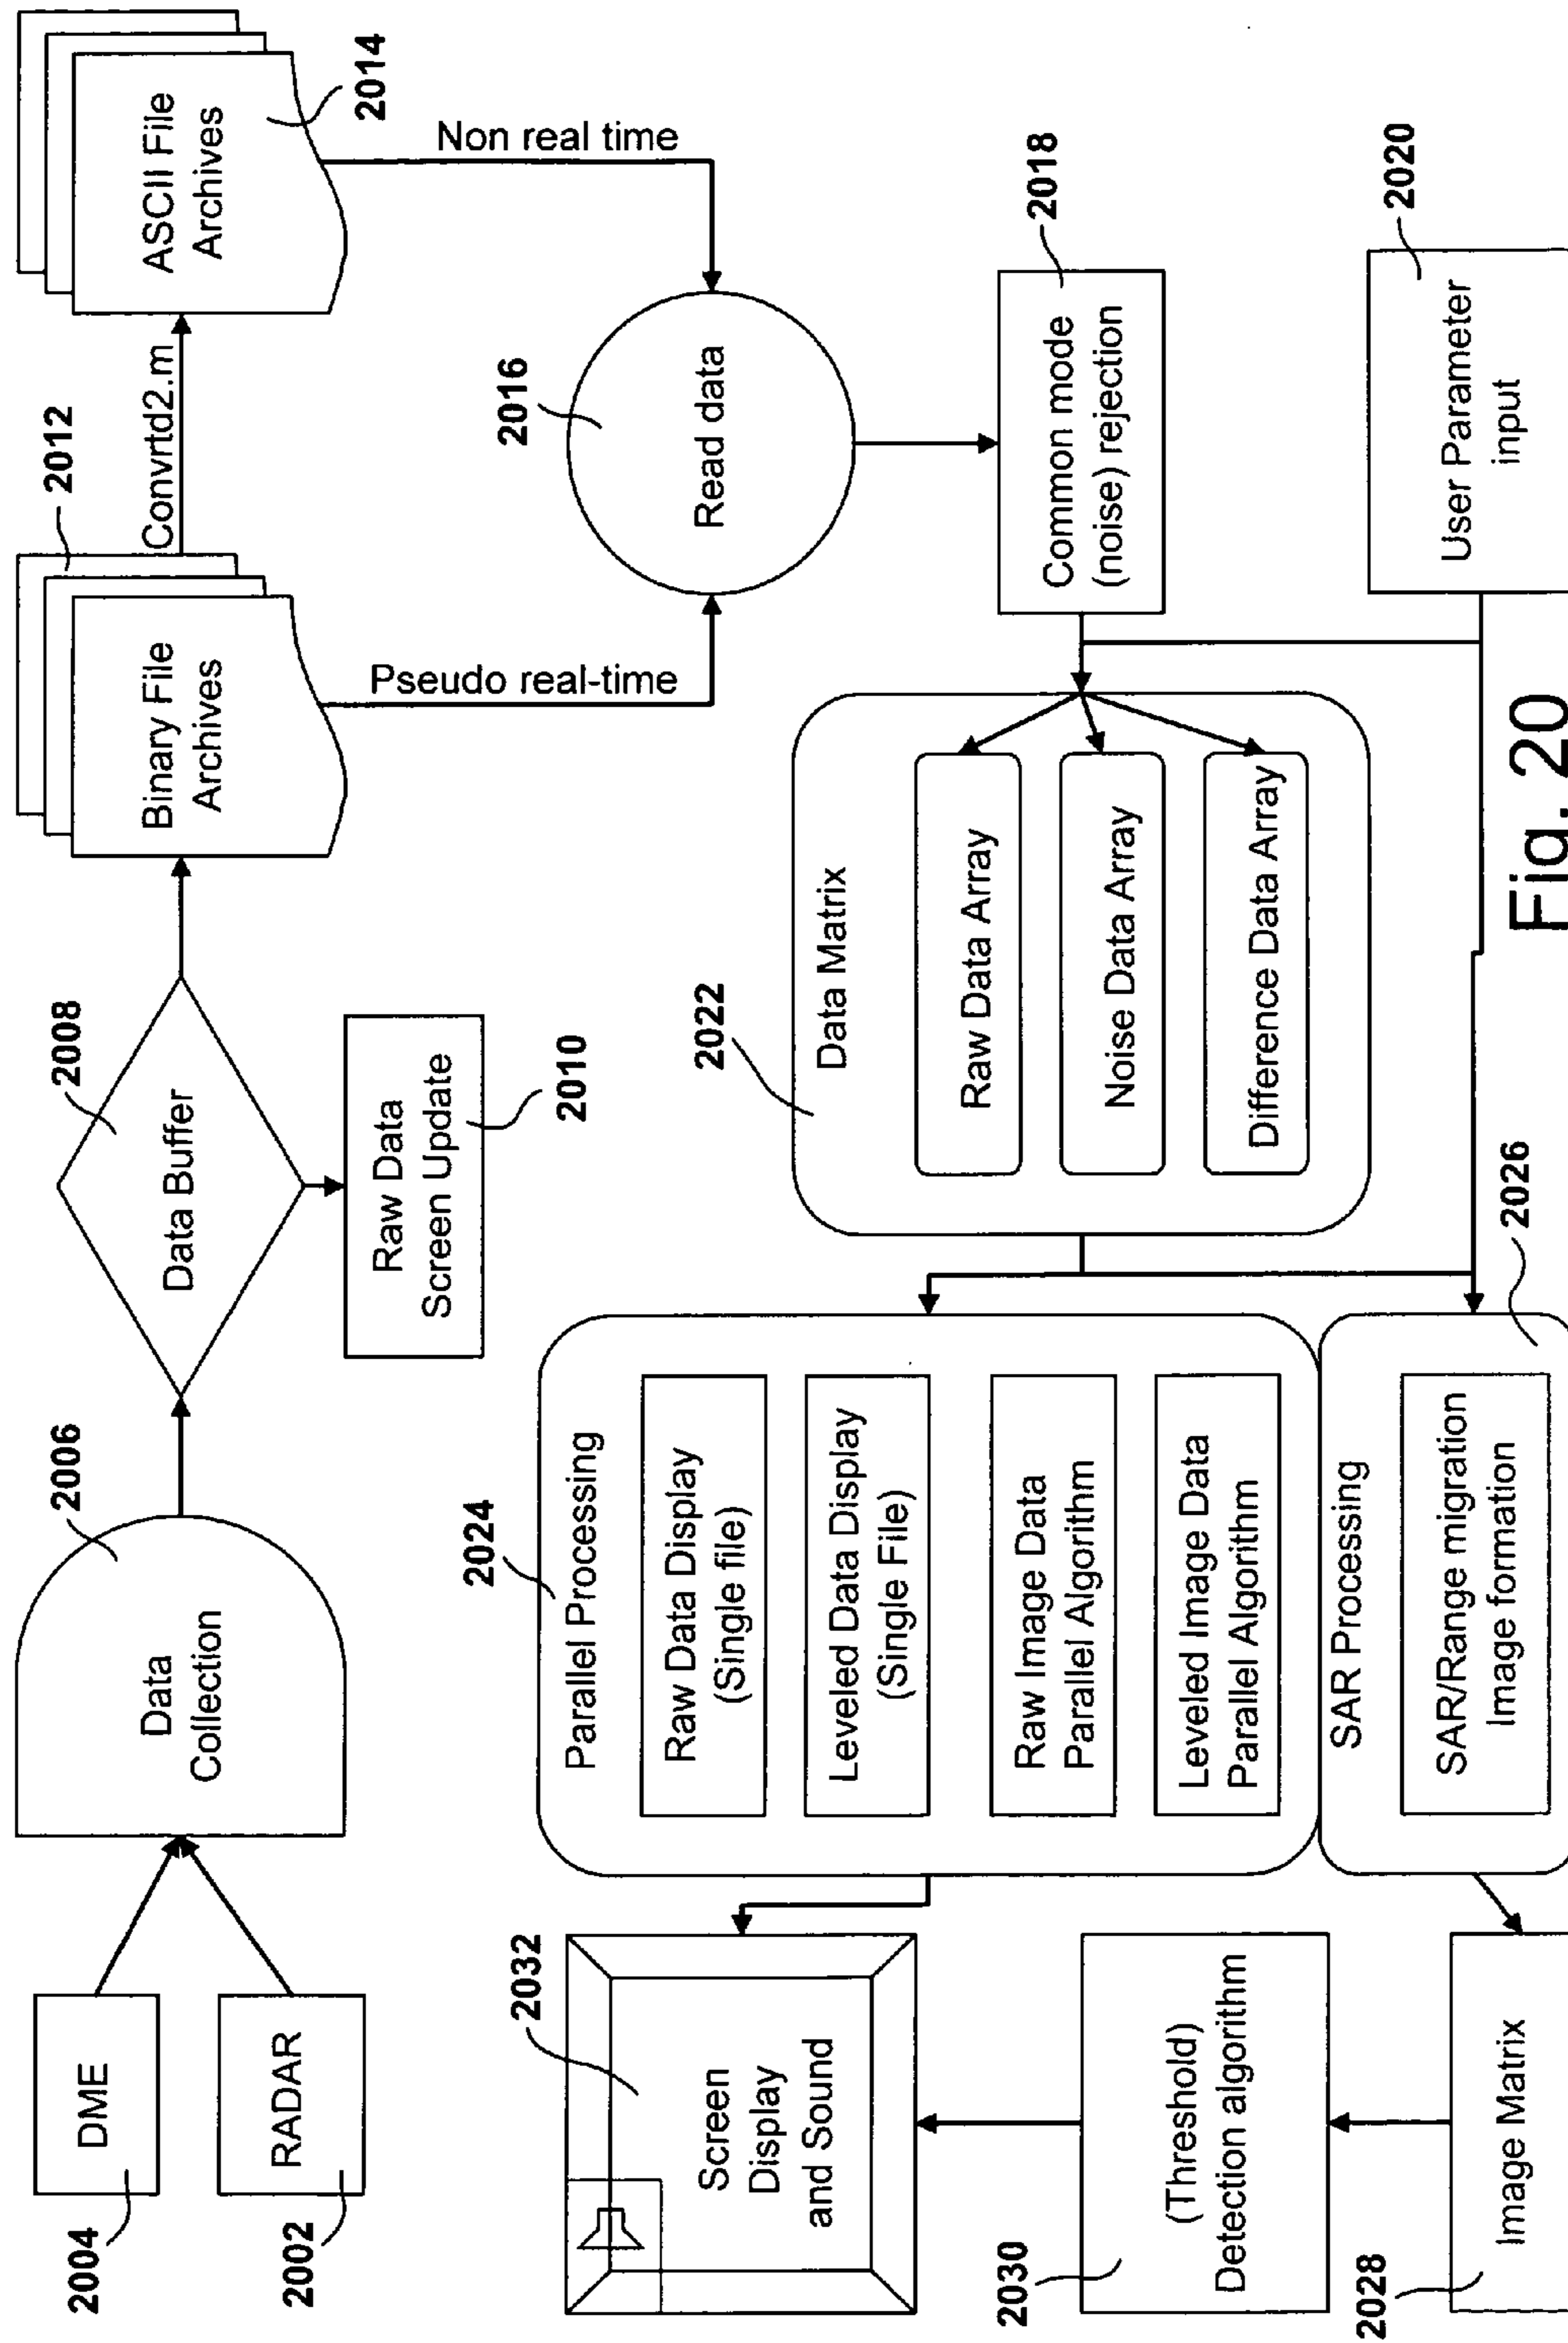 2004
DME
2002
RADAR
2006
Data
Collection
2008
Data Buffer
2010
Raw Data
Screen Update
2012
Binary File
Archives
Convrtd2.m
2014
ASCII File
Archives
Pseudo real-time
Non real time
2016
Read data
2018
Common mode
(noise) rejection
2020
User Parameter
input
2022
Data Matrix
Raw Data Array
Noise Data Array
Difference Data Array
2024
Parallel Processing
Raw Data Display
(Single file)
Leveled Data Display
(Single File)
Raw Image Data
Parallel Algorithm
Leveled Image Data
Parallel Algorithm
2026
SAR Processing
SAR/Range migration
Image formation
2028
Image Matrix
2030
(Threshold)
Detection algorithm
2032
Screen
Display
and Sound
Fig. 20